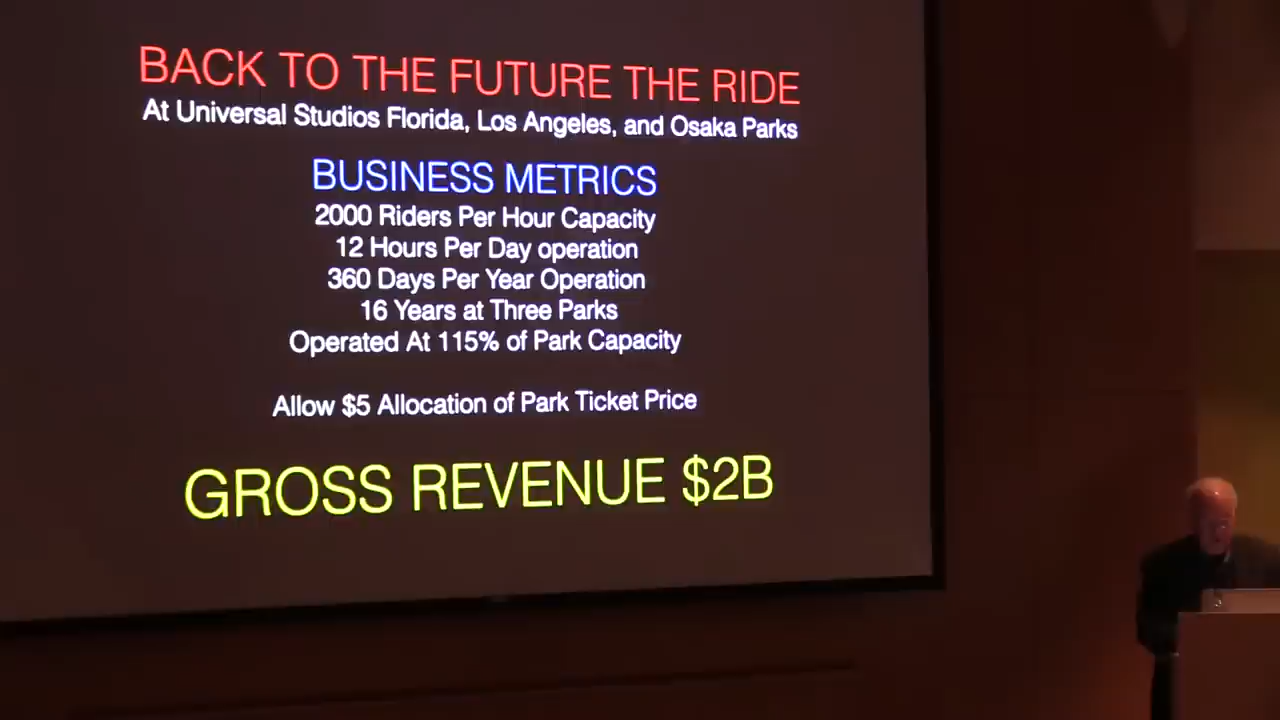 BACK TO THE FUTURE THE RIDE
At Universal Studios Florida, Los Angeles, and Osaka Parks
BUSINESS METRICS
2000 Riders Per Hour Capacity
12 Hours Per Day operation
360 Days Per Year Operation
16 Years at Three Parks
Operated At 115% of Park Capacity
Allow $5 Allocation of Park Ticket Price
GROSS REVENUE $2B